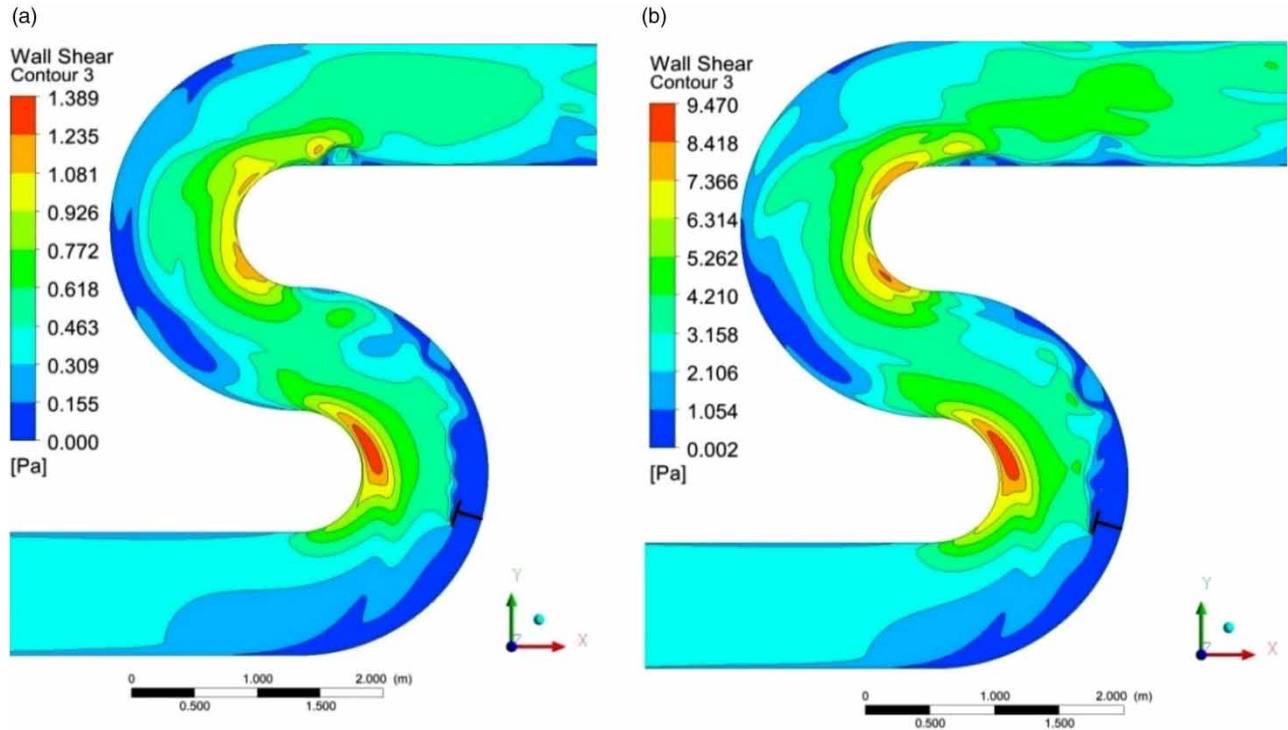 (a)
Wall Shear
Contour 3
1.389
1.235
1.081
0.926
0.772
0.618
0.463
0.309
0.155
0.000
[Pa]
Y
Z
X
0 1.000 2.000 (m)
0.500 1.500
(b)
Wall Shear
Contour 3
9.470
8.418
7.366
6.314
5.262
4.210
3.158
2.106
1.054
0.002
[Pa]
Y
Z
X
0 1.000 2.000 (m)
0.500 1.500